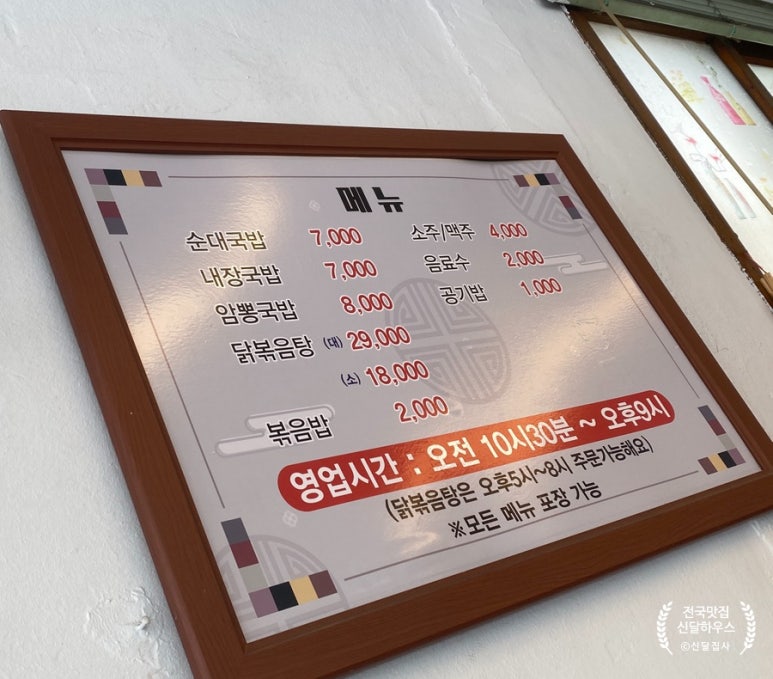 메뉴
순대국밥 7,000
내장국밥 7,000
암뽕국밥 8,000
닭볶음탕 (대) 29,000
(소) 18,000
볶음밥 2,000
소주/맥주 4,000
음료수 2,000
공기밥 1,000
영업시간 : 오전 10시30분 ~ 오후9시
(닭볶음탕은 오후5시~8시 주문가능해요)
※모든 메뉴 포장 가능
전국맛집
신달하우스
©신달집사